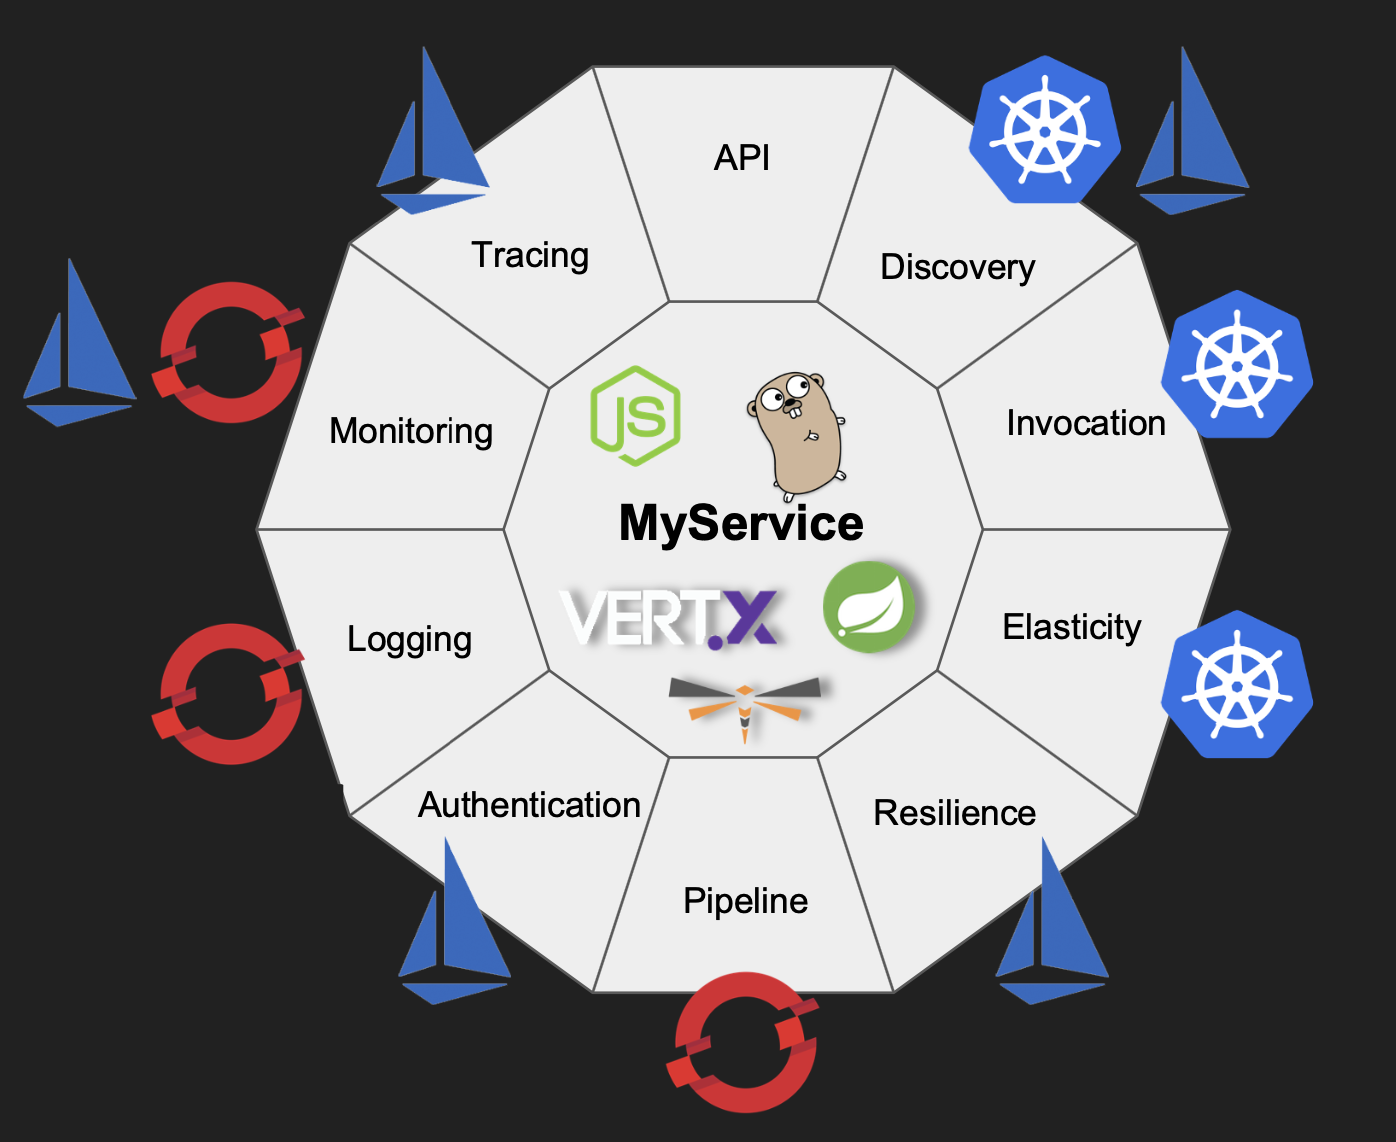 API
Tracing
Discovery
Monitoring
Invocation
JS
MyService
VERT.X
Logging
Elasticity
Authentication
Resilience
Pipeline